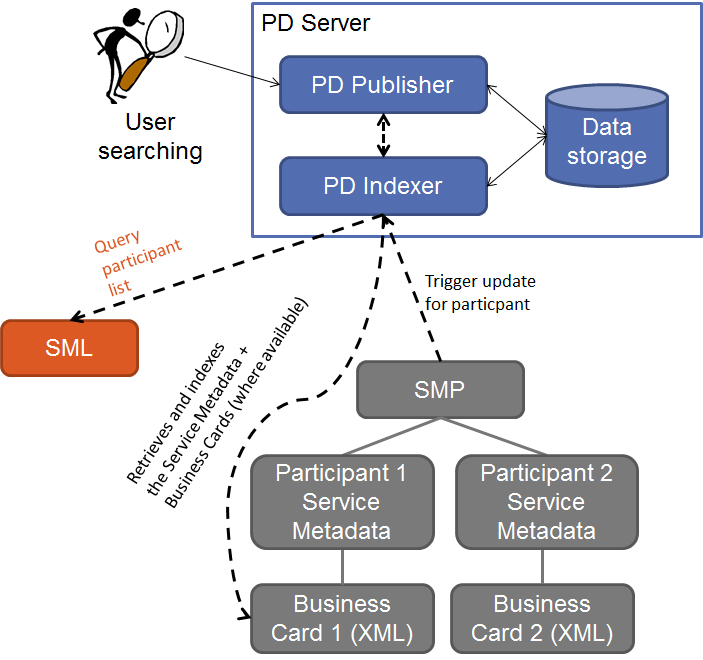 PD Server
PD Publisher
User
searching
Data
storage
PD Indexer
Query
participant
list
Trigger update
for particpant
SML
Retrieves and indexes
the Service Metadata +
Business Cards (where available)
SMP
Participant 1
Service
Metadata
Participant 2
Service
Metadata
Business
Card 1 (XML)
Business
Card 2 (XML)